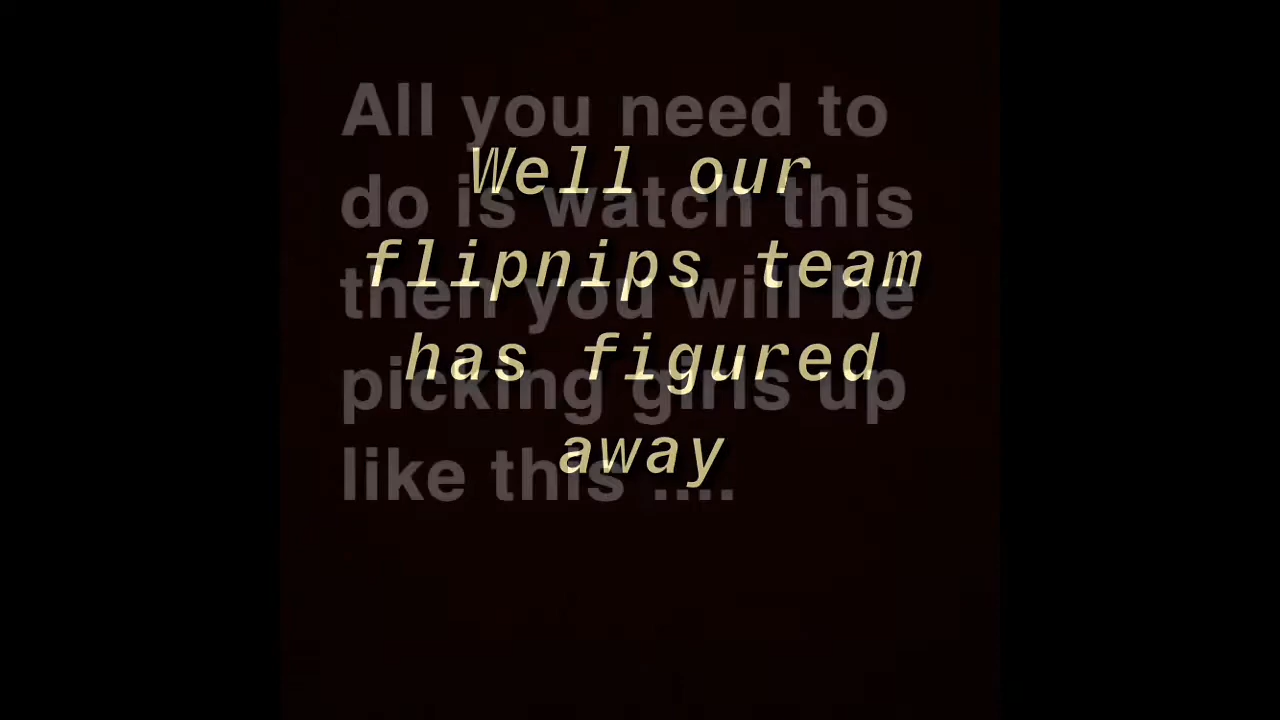 All you need to
do is watch this
then you will be
picking girls up
like this ....
Well our
flipnips team
has figured
away